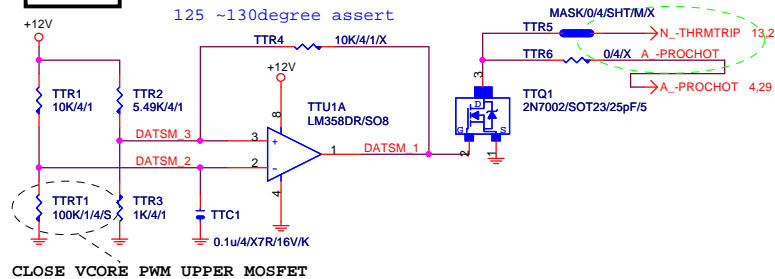 125 ~130degree assert
MASK/0/4/SHT/M/X
+12V
TTR4
10K/4/1/X
TTR5
N_-THRMTRIP 13,2
TTR6
0/4/X
A_-PROCHOT
+12V
TTR1
10K/4/1
TTR2
5.49K/4/1
TTU1A
LM358DR/SO8
3
TTQ1
2N7002/SOT23/25pF/5
A_-PROCHOT 4,29
8
D
G
S
DATSM_3
3
+
1
DATSM_1
DATSM_2
2
-
2
1
4
TTRT1
100K/1/4/S
TTR3
1K/4/1
TTC1
0.1u/4/X7R/16V/K
CLOSE VCORE PWM UPPER MOSFET